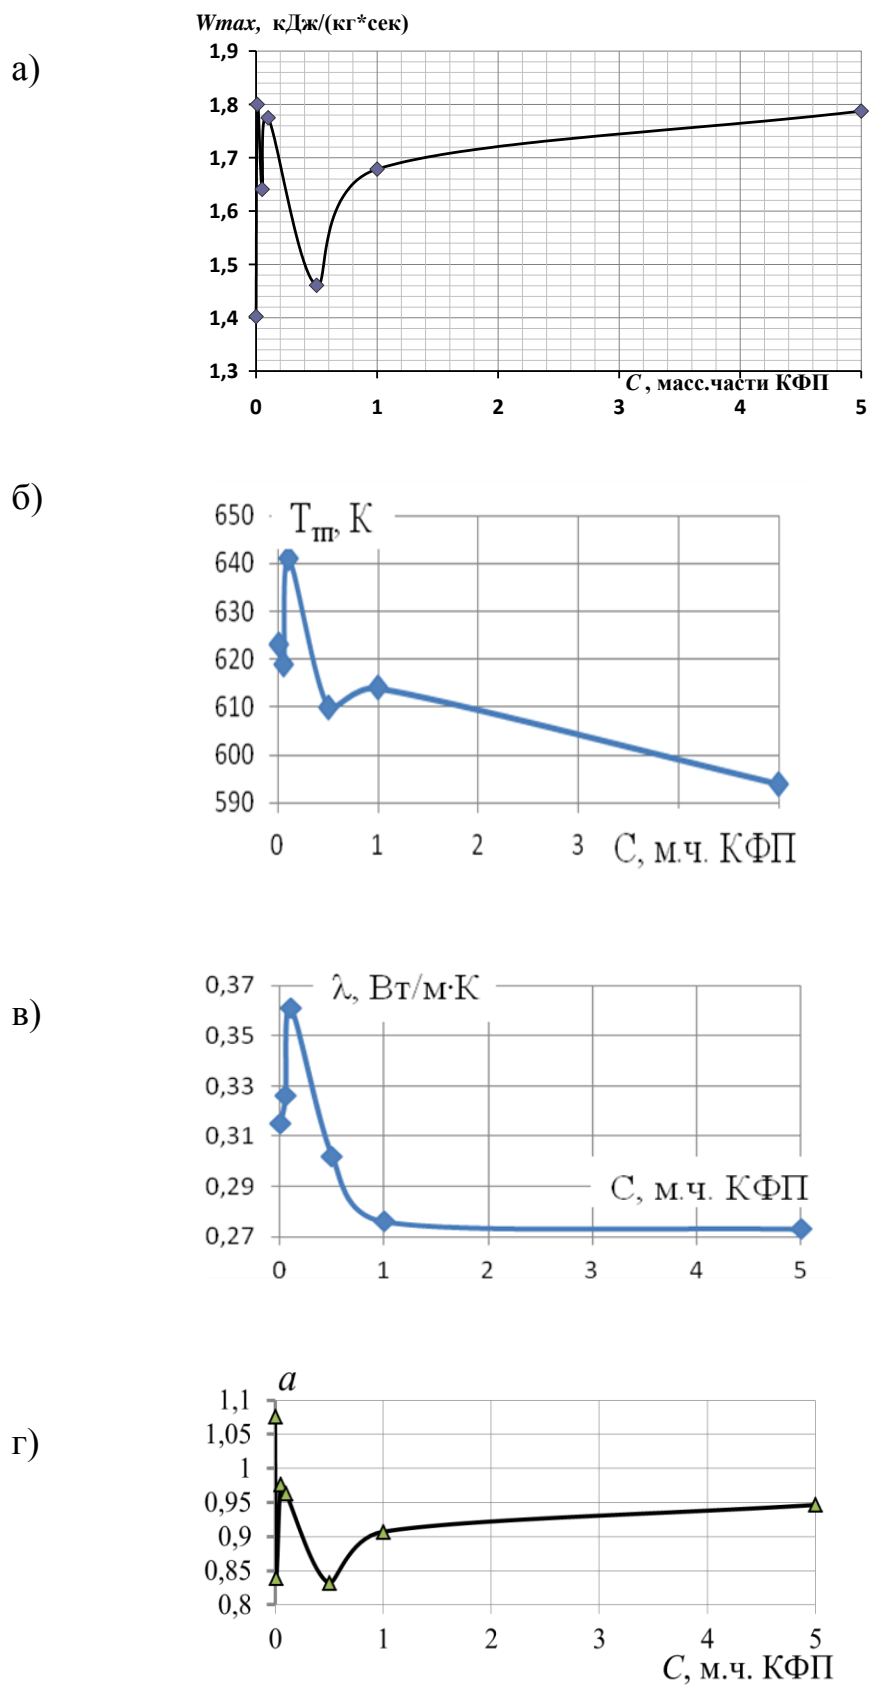 Wmax, кДж/(кг*сек)
а)
1,9
1,8
1,7
1,6
1,5
1,4
1,3
С , масс.части КФП
0 1 2 3 4 5
б)
650 Tтп, К
640
630
620
610
600
590
0 1 2 3 С, м.ч. КФП
в)
0,37 λ, Вт/м·К
0,35
0,33
0,31
0,29 С, м.ч. КФП
0,27
0 1 2 3 4 5
a
г)
1,1
1,05
1
0,95
0,9
0,85
0,8
0 1 2 3 4 5
С, м.ч. КФП